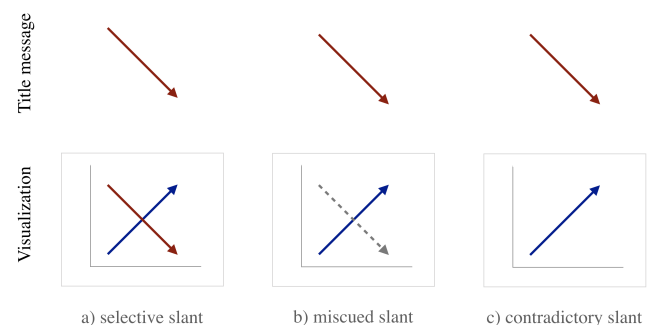 Title message
Visualization
a) selective slant
b) miscued slant
c) contradictory slant